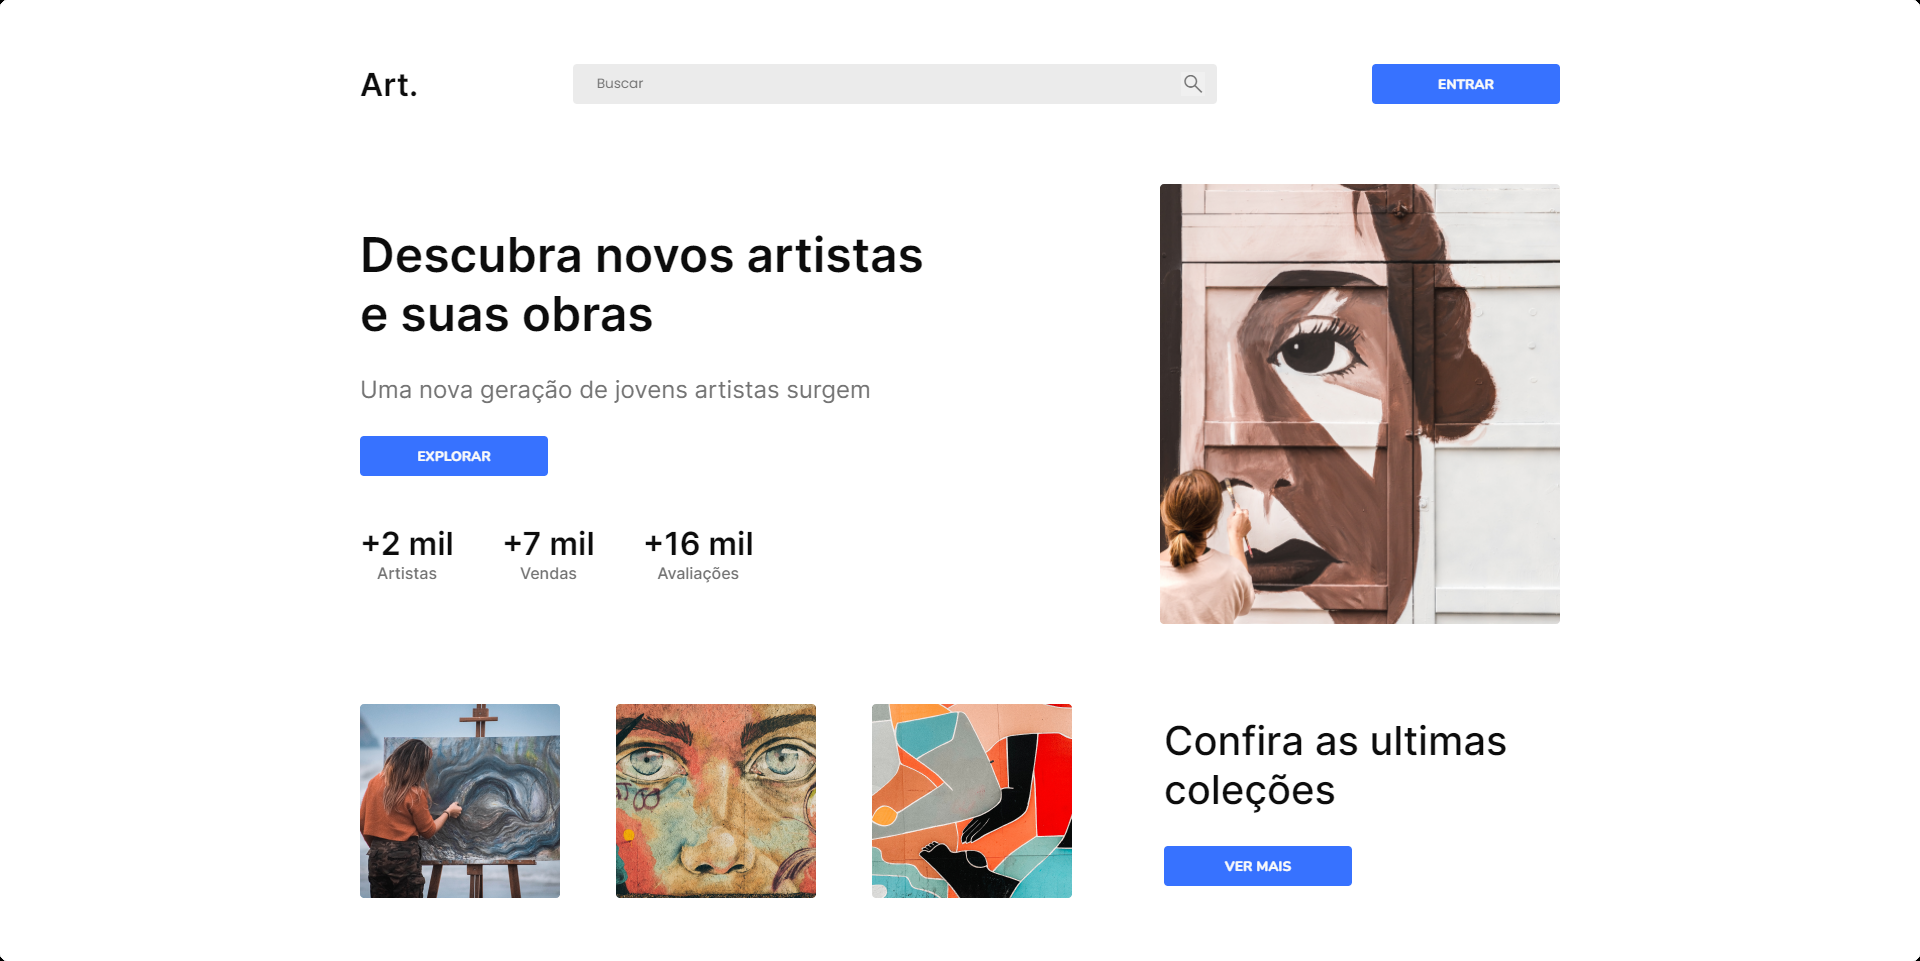 Art.
Buscar
ENTRAR
Descubra novos artistas
e suas obras
Uma nova geração de jovens artistas surgem
EXPLORAR
+2 mil
Artistas
+7 mil
Vendas
+16 mil
Avaliações
Confira as ultimas
coleções
VER MAIS